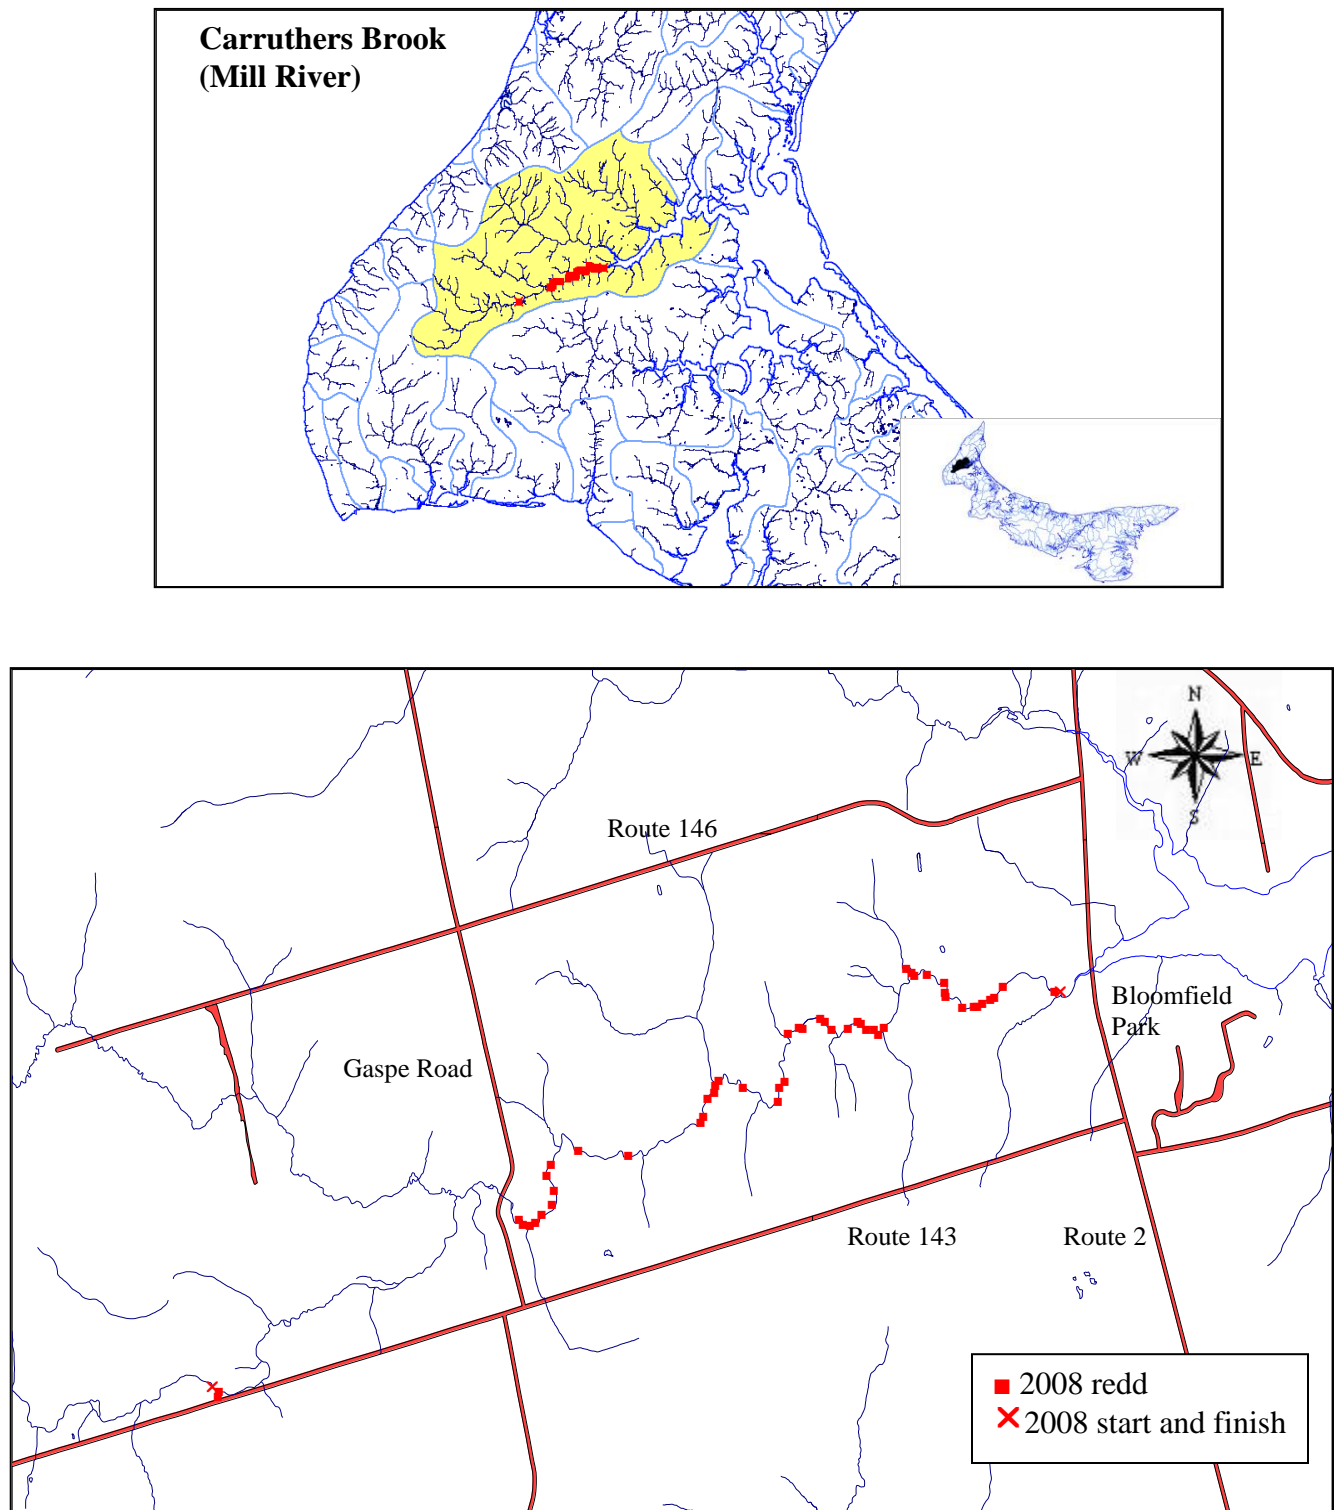 Carruthers Brook
(Mill River)
N
W
E
S
Route 146
Bloomfield
Park
Gaspe Road
Route 143
Route 2
2008 redd
2008 start and finish